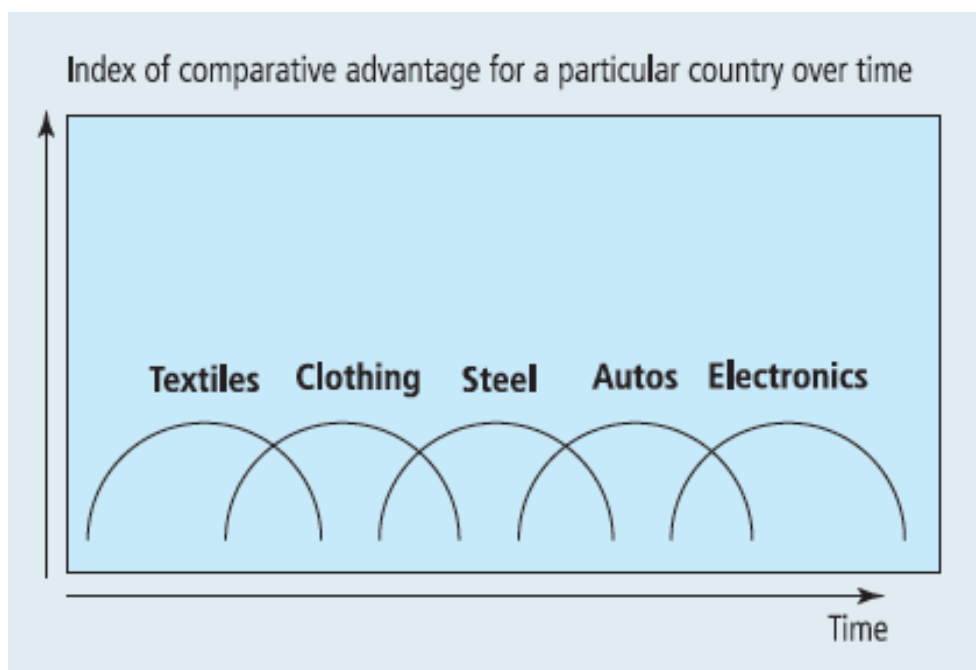 Index of comparative advantage for a particular country over time
Textiles Clothing Steel Autos Electronics
Time